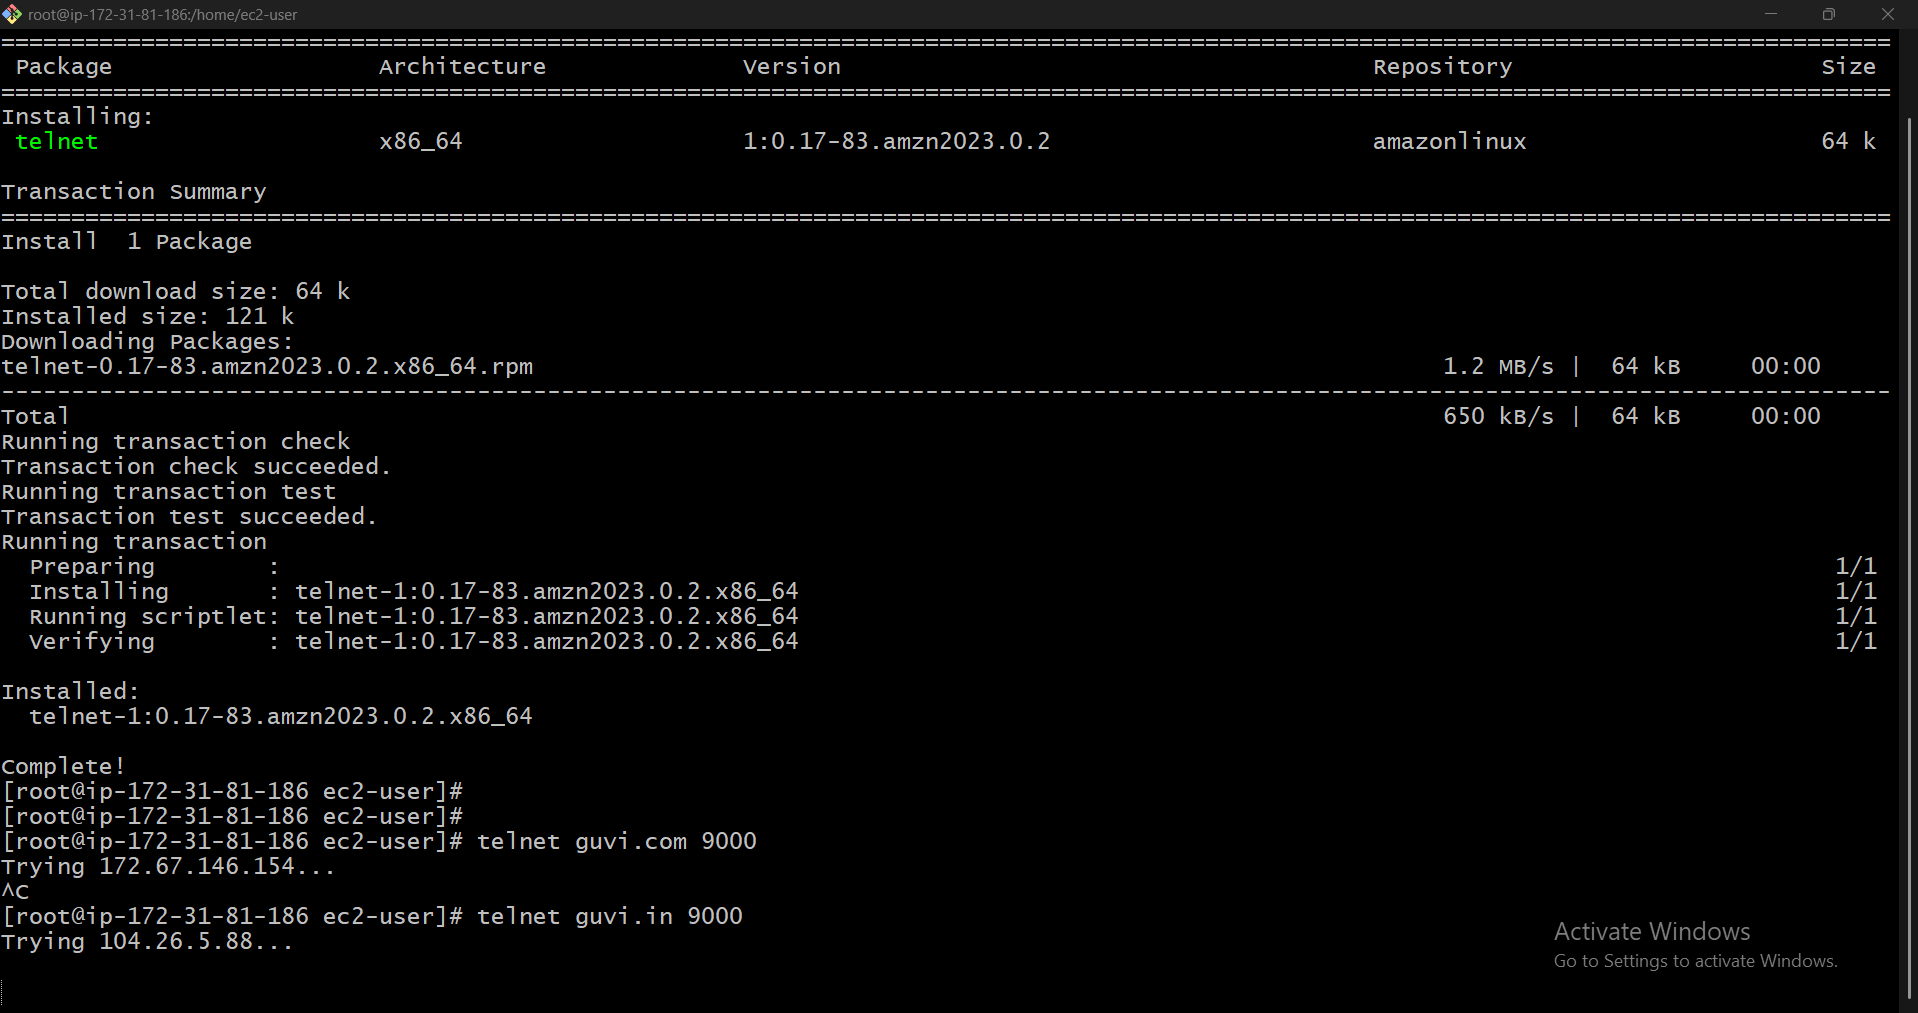 root@ip-172-31-81-186:/home/ec2-user
=======================================================================================================================================
Package Architecture Version Repository Size
=======================================================================================================================================
Installing:
telnet x86_64 1:0.17-83.amzn2023.0.2 amazonlinux 64 k
Transaction Summary
=======================================================================================================================================
Install 1 Package
Total download size: 64 k
Installed size: 121 k
Downloading Packages:
telnet-0.17-83.amzn2023.0.2.x86_64.rpm 1.2 MB/s | 64 kB 00:00
---------------------------------------------------------------------------------------------------------------------------------------
Total 650 kB/s | 64 kB 00:00
Running transaction check
Transaction check succeeded.
Running transaction test
Transaction test succeeded.
Running transaction
Preparing : 1/1
Installing : telnet-1:0.17-83.amzn2023.0.2.x86_64 1/1
Running scriptlet: telnet-1:0.17-83.amzn2023.0.2.x86_64 1/1
Verifying : telnet-1:0.17-83.amzn2023.0.2.x86_64 1/1
Installed:
telnet-1:0.17-83.amzn2023.0.2.x86_64
Complete!
[root@ip-172-31-81-186 ec2-user]#
[root@ip-172-31-81-186 ec2-user]#
[root@ip-172-31-81-186 ec2-user]# telnet guvi.com 9000
Trying 172.67.146.154...
^C
[root@ip-172-31-81-186 ec2-user]# telnet guvi.in 9000
Trying 104.26.5.88...
Activate Windows
Go to Settings to activate Windows.